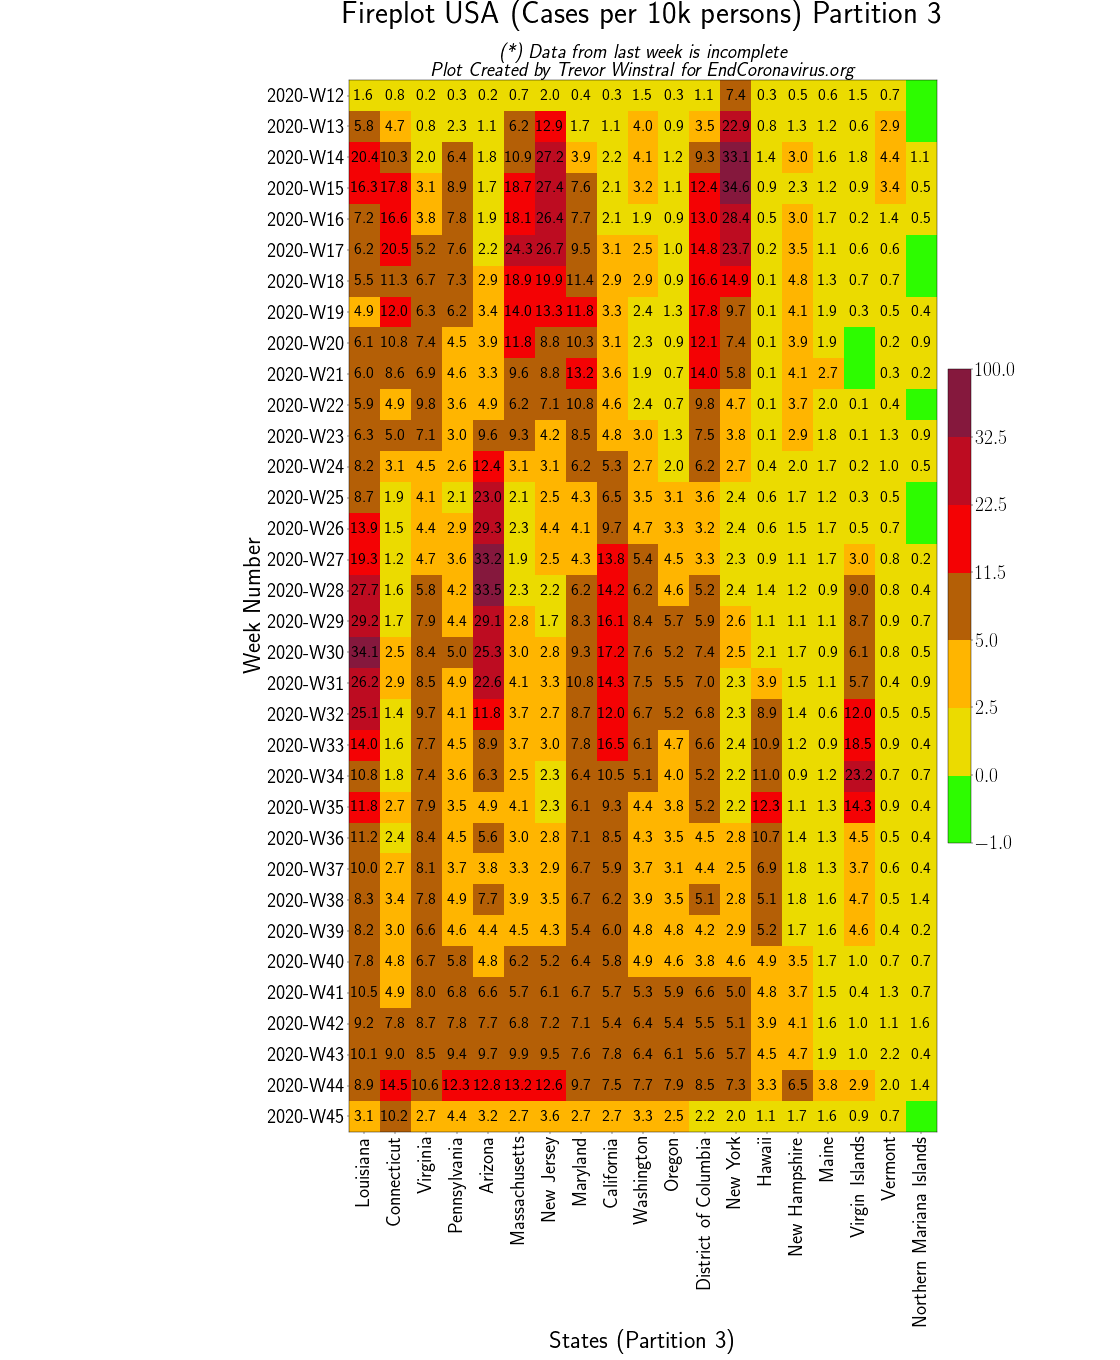 Fireplot USA (Cases per 10k persons) Partition 3
(*) Data from last week is incomplete
Plot Created by Trevor Winstral for EndCoronavirus.org
2020-W12 1.6 0.8 0.2 0.3 0.2 0.7 2.0 0.4 0.3 1.5 0.3 1.1 7.4 0.3 0.5 0.6 1.5 0.7
2020-W13 5.8 4.7 0.8 2.3 1.1 6.2 12.9 1.7 1.1 4.0 0.9 3.5 22.9 0.8 1.3 1.2 0.6 2.9
2020-W14 20.4 10.3 2.0 6.4 1.8 10.9 27.2 3.9 2.2 4.1 1.2 9.3 33.1 1.4 3.0 1.6 1.8 4.4 1.1
2020-W15 16.3 17.8 3.1 8.9 1.7 18.7 27.4 7.6 2.1 3.2 1.1 12.4 34.6 0.9 2.3 1.2 0.9 3.4 0.5
2020-W16 7.2 16.6 3.8 7.8 1.9 18.1 26.4 7.7 2.1 1.9 0.9 13.0 28.4 0.5 3.0 1.7 0.2 1.4 0.5
2020-W17 6.2 20.5 5.2 7.6 2.2 24.3 26.7 9.5 3.1 2.5 1.0 14.8 23.7 0.2 3.5 1.1 0.6 0.6
2020-W18 5.5 11.3 6.7 7.3 2.9 18.9 19.9 11.4 2.9 2.9 0.9 16.6 14.9 0.1 4.8 1.3 0.7 0.7
2020-W19 4.9 12.0 6.3 6.2 3.4 14.0 13.3 11.8 3.3 2.4 1.3 17.8 9.7 0.1 4.1 1.9 0.3 0.5 0.4
2020-W20 6.1 10.8 7.4 4.5 3.9 11.8 8.8 10.3 3.1 2.3 0.9 12.1 7.4 0.1 3.9 1.9 0.2 0.9
2020-W21 6.0 8.6 6.9 4.6 3.3 9.6 8.8 13.2 3.6 1.9 0.7 14.0 5.8 0.1 4.1 2.7 0.3 0.2
2020-W22 5.9 4.9 9.8 3.6 4.9 6.2 7.1 10.8 4.6 2.4 0.7 9.8 4.7 0.1 3.7 2.0 0.1 0.4
2020-W23 6.3 5.0 7.1 3.0 9.6 9.3 4.2 8.5 4.8 3.0 1.3 7.5 3.8 0.1 2.9 1.8 0.1 1.3 0.9
2020-W24 8.2 3.1 4.5 2.6 12.4 3.1 3.1 6.2 5.3 2.7 2.0 6.2 2.7 0.4 2.0 1.7 0.2 1.0 0.5
2020-W25 8.7 1.9 4.1 2.1 23.0 2.1 2.5 4.3 6.5 3.5 3.1 3.6 2.4 0.6 1.7 1.2 0.3 0.5
2020-W26 13.9 1.5 4.4 2.9 29.3 2.3 4.4 4.1 9.7 4.7 3.3 3.2 2.4 0.6 1.5 1.7 0.5 0.7
2020-W27 19.3 1.2 4.7 3.6 33.2 1.9 2.5 4.3 13.8 5.4 4.5 3.3 2.3 0.9 1.1 1.7 3.0 0.8 0.2
2020-W28 27.7 1.6 5.8 4.2 33.5 2.3 2.2 6.2 14.2 6.2 4.6 5.2 2.4 1.4 1.2 0.9 9.0 0.8 0.4
2020-W29 29.2 1.7 7.9 4.4 29.1 2.8 1.7 8.3 16.1 8.4 5.7 5.9 2.6 1.1 1.1 1.1 8.7 0.9 0.7
2020-W30 34.1 2.5 8.4 5.0 25.3 3.0 2.8 9.3 17.2 7.6 5.2 7.4 2.5 2.1 1.7 0.9 6.1 0.8 0.5
2020-W31 26.2 2.9 8.5 4.9 22.6 4.1 3.3 10.8 14.3 7.5 5.5 7.0 2.3 3.9 1.5 1.1 5.7 0.4 0.9
2020-W32 25.1 1.4 9.7 4.1 11.8 3.7 2.7 8.7 12.0 6.7 5.2 6.8 2.3 8.9 1.4 0.6 12.0 0.5 0.5
2020-W33 14.0 1.6 7.7 4.5 8.9 3.7 3.0 7.8 16.5 6.1 4.7 6.6 2.4 10.9 1.2 0.9 18.5 0.9 0.4
2020-W34 10.8 1.8 7.4 3.6 6.3 2.5 2.3 6.4 10.5 5.1 4.0 5.2 2.2 11.0 0.9 1.2 23.2 0.7 0.7
2020-W35 11.8 2.7 7.9 3.5 4.9 4.1 2.3 6.1 9.3 4.4 3.8 5.2 2.2 12.3 1.1 1.3 14.3 0.9 0.4
2020-W36 11.2 2.4 8.4 4.5 5.6 3.0 2.8 7.1 8.5 4.3 3.5 4.5 2.8 10.7 1.4 1.3 4.5 0.5 0.4
2020-W37 10.0 2.7 8.1 3.7 3.8 3.3 2.9 6.7 5.9 3.7 3.1 4.4 2.5 6.9 1.8 1.3 3.7 0.6 0.4
2020-W38 8.3 3.4 7.8 4.9 7.7 3.9 3.5 6.7 6.2 3.9 3.5 5.1 2.8 5.1 1.8 1.6 4.7 0.5 1.4
2020-W39 8.2 3.0 6.6 4.6 4.4 4.5 4.3 5.4 6.0 4.8 4.8 4.2 2.9 5.2 1.7 1.6 4.6 0.4 0.2
2020-W40 7.8 4.8 6.7 5.8 4.8 6.2 5.2 6.4 5.8 4.9 4.6 3.8 4.6 4.9 3.5 1.7 1.0 0.7 0.7
2020-W41 10.5 4.9 8.0 6.8 6.6 5.7 6.1 6.7 5.7 5.3 5.9 6.6 5.0 4.8 3.7 1.5 0.4 1.3 0.7
2020-W42 9.2 7.8 8.7 7.8 7.7 6.8 7.2 7.1 5.4 6.4 5.4 5.5 5.1 3.9 4.1 1.6 1.0 1.1 1.6
2020-W43 10.1 9.0 8.5 9.4 9.7 9.9 9.5 7.6 7.8 6.4 6.1 5.6 5.7 4.5 4.7 1.9 1.0 2.2 0.4
2020-W44 8.9 14.5 10.6 12.3 12.8 13.2 12.6 9.7 7.5 7.7 7.9 8.5 7.3 3.3 6.5 3.8 2.9 2.0 1.4
2020-W45 3.1 10.2 2.7 4.4 3.2 2.7 3.6 2.7 2.7 3.3 2.5 2.2 2.0 1.1 1.7 1.6 0.9 0.7
Week Number
Louisiana
Connecticut
Virginia
Pennsylvania
Arizona
Massachusetts
New Jersey
Maryland
California
Washington
Oregon
District of Columbia
New York
Hawaii
New Hampshire
Maine
Virgin Islands
Vermont
Northern Mariana Islands
States (Partition 3)
100.0
32.5
22.5
11.5
5.0
2.5
0.0
−1.0